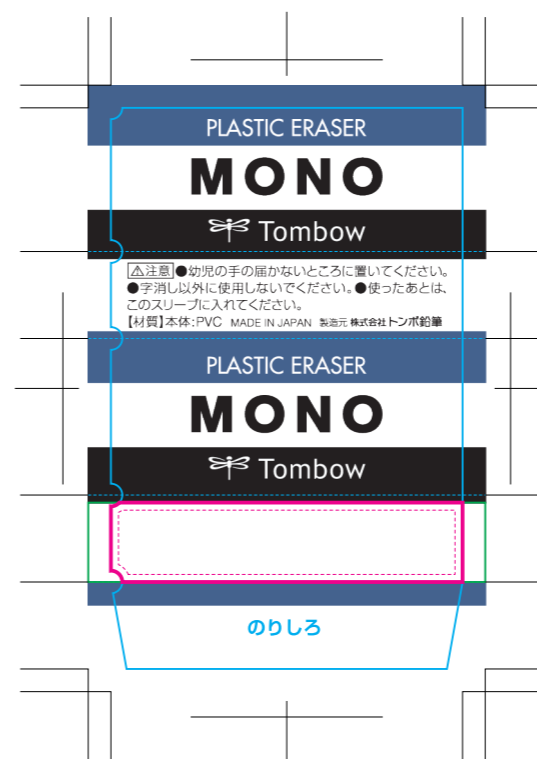 PLASTIC ERASER
MONO
Tombow
⚠注意●幼児の手の届かないところに置いてください。
●字消し以外に使用しないでください。●使ったあとは、
このスリーブに入れてください。
【材質】本体:PVC MADE IN JAPAN 製造元 株式会社トンボ鉛筆
PLASTIC ERASER
MONO
Tombow
のりしろ